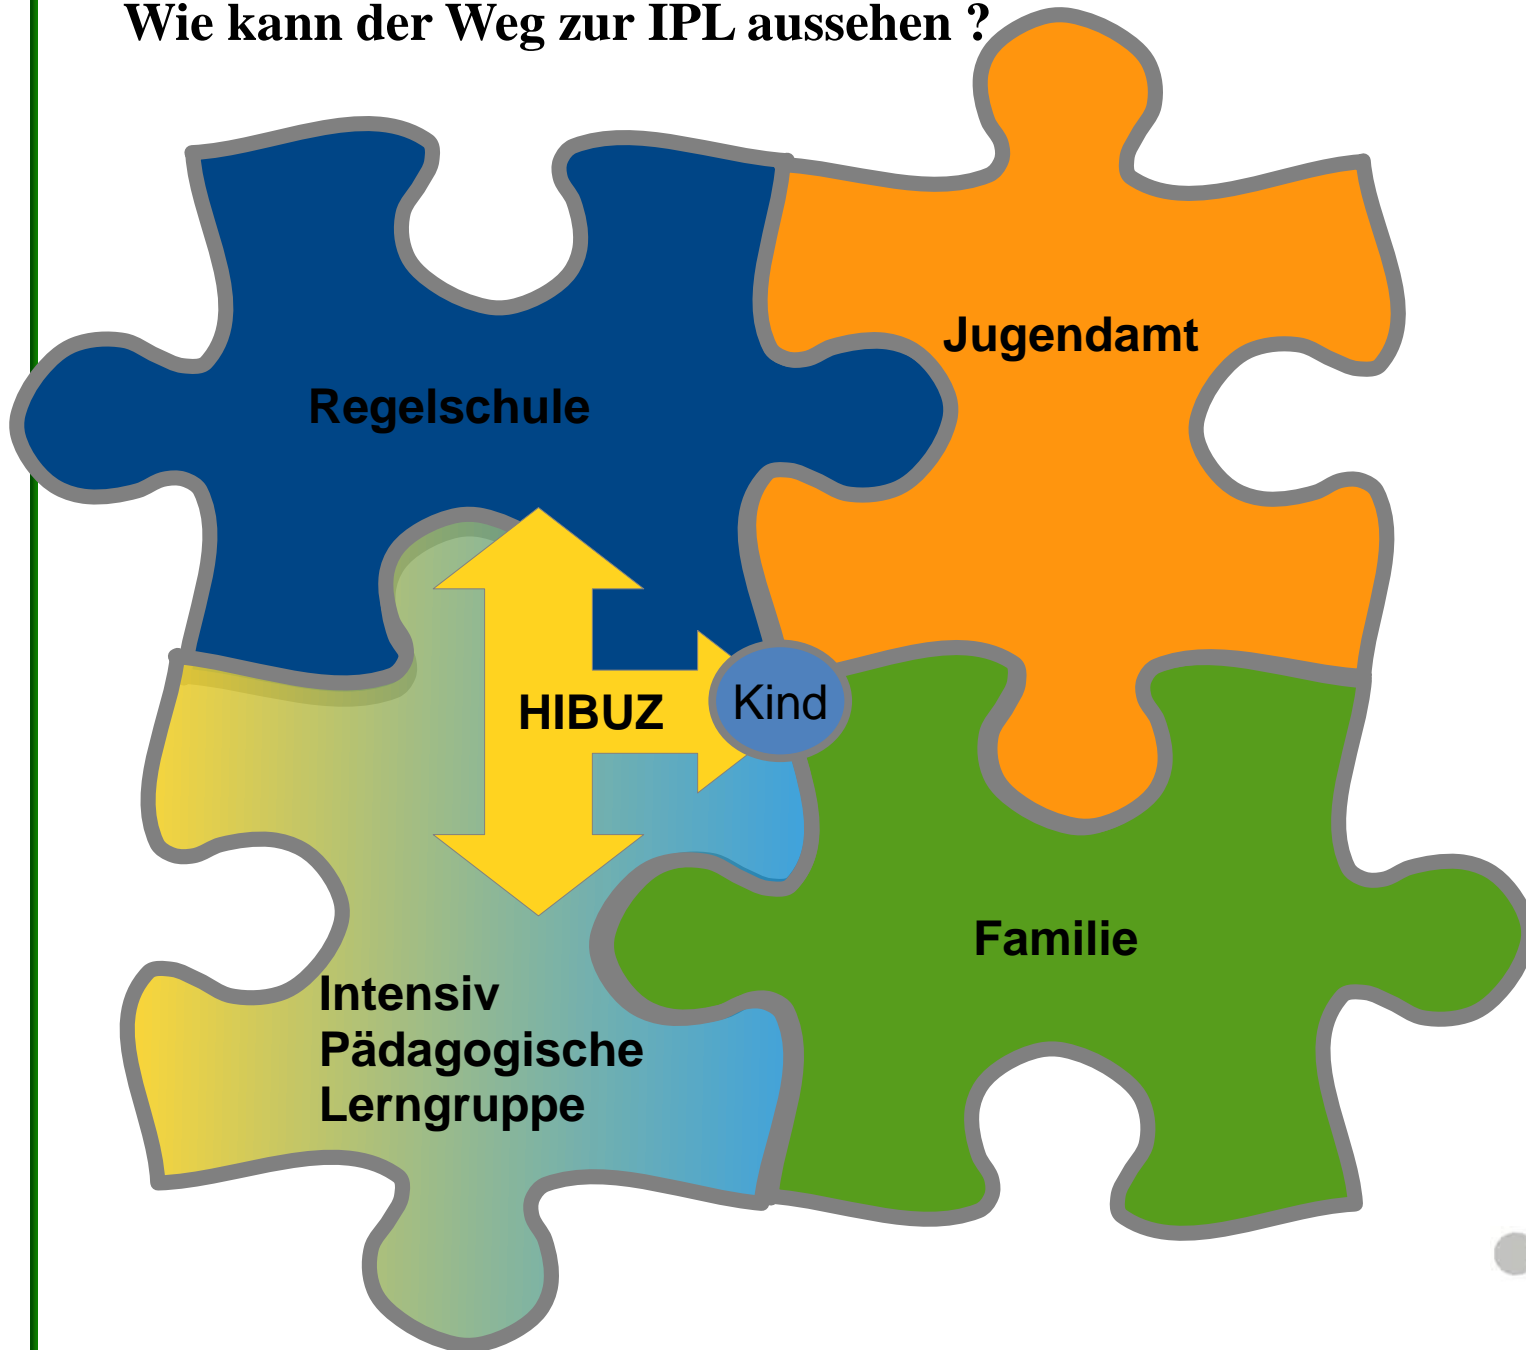 Wie kann der Weg zur IPL aussehen ?
Jugendamt
Regelschule
HIBUZ
Kind
Familie
Intensiv
Pädagogische
Lerngruppe